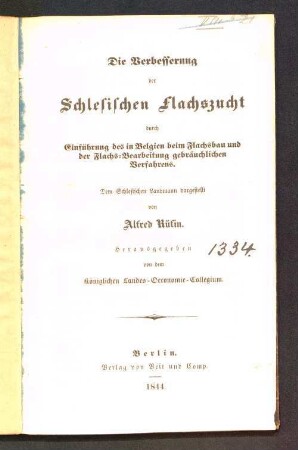 Die Verbesserung
der
Schlesischen Flachszucht
durch
Einführung des in Belgien beim Flachsbau und
der Flachs-Bearbeitung gebräuchlichen
Verfahrens.
Dem Schlesischen Landmann dargestellt
von
Alfred Rüfin.
Herausgegeben
von dem
Königlichen Landes-Oeconomie-Collegium.
1334.
Berlin.
Verlag von Veit und Comp.
1844.